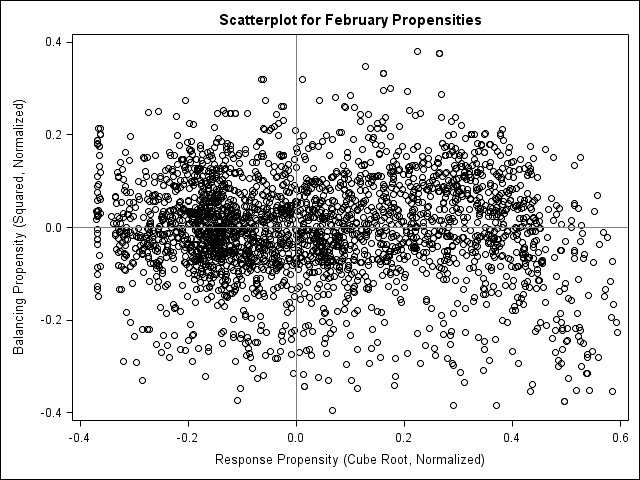 Scatterplot for February Propensities
0.4
0.2
0.0
-0.2
-0.4
Balancing Propensity (Squared, Normalized)
-0.4 -0.2 0.0 0.2 0.4 0.6
Response Propensity (Cube Root, Normalized)